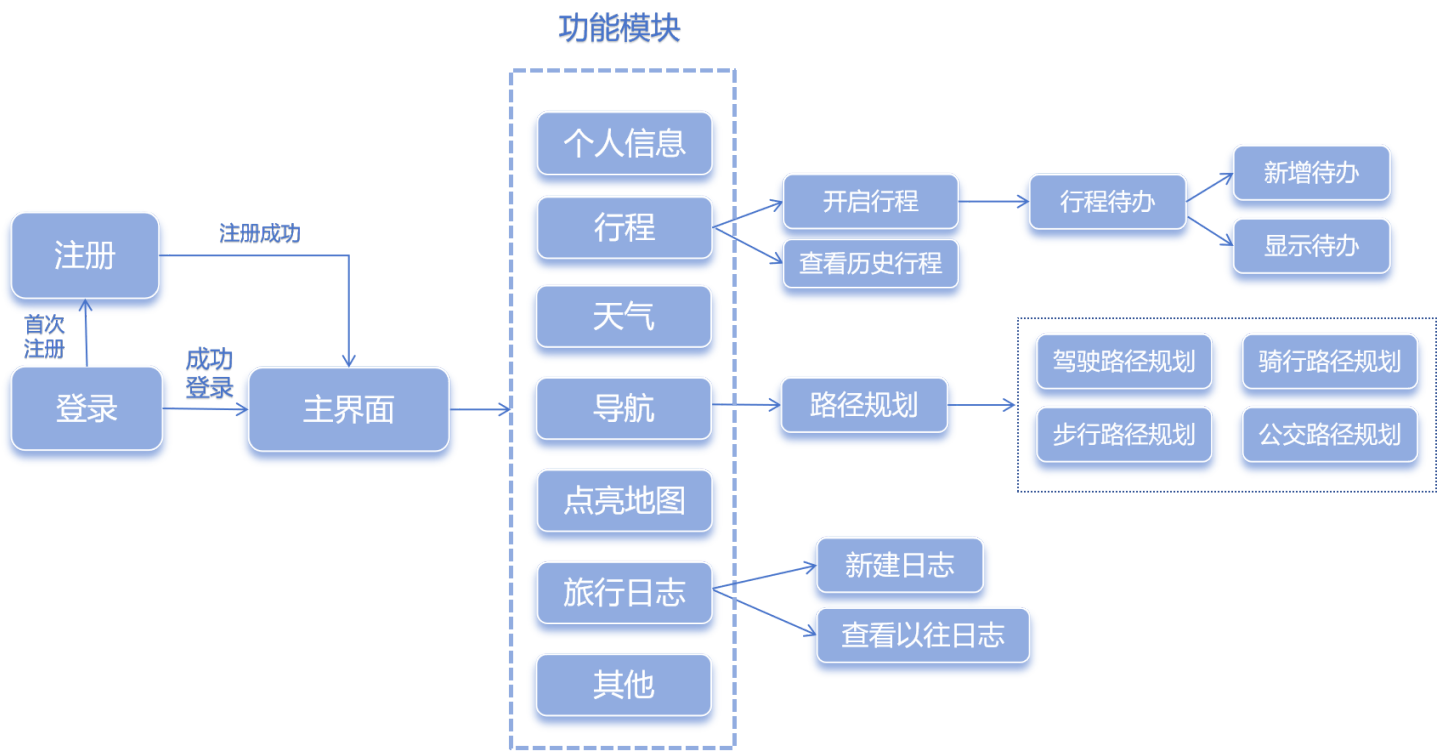 功能模块
个人信息
行程
天气
导航
点亮地图
旅行日志
其他
注册
注册成功
首次
注册
登录
成功
登录
主界面
开启行程
查看历史行程
行程待办
新增待办
显示待办
路径规划
驾驶路径规划
骑行路径规划
步行路径规划
公交路径规划
新建日志
查看以往日志